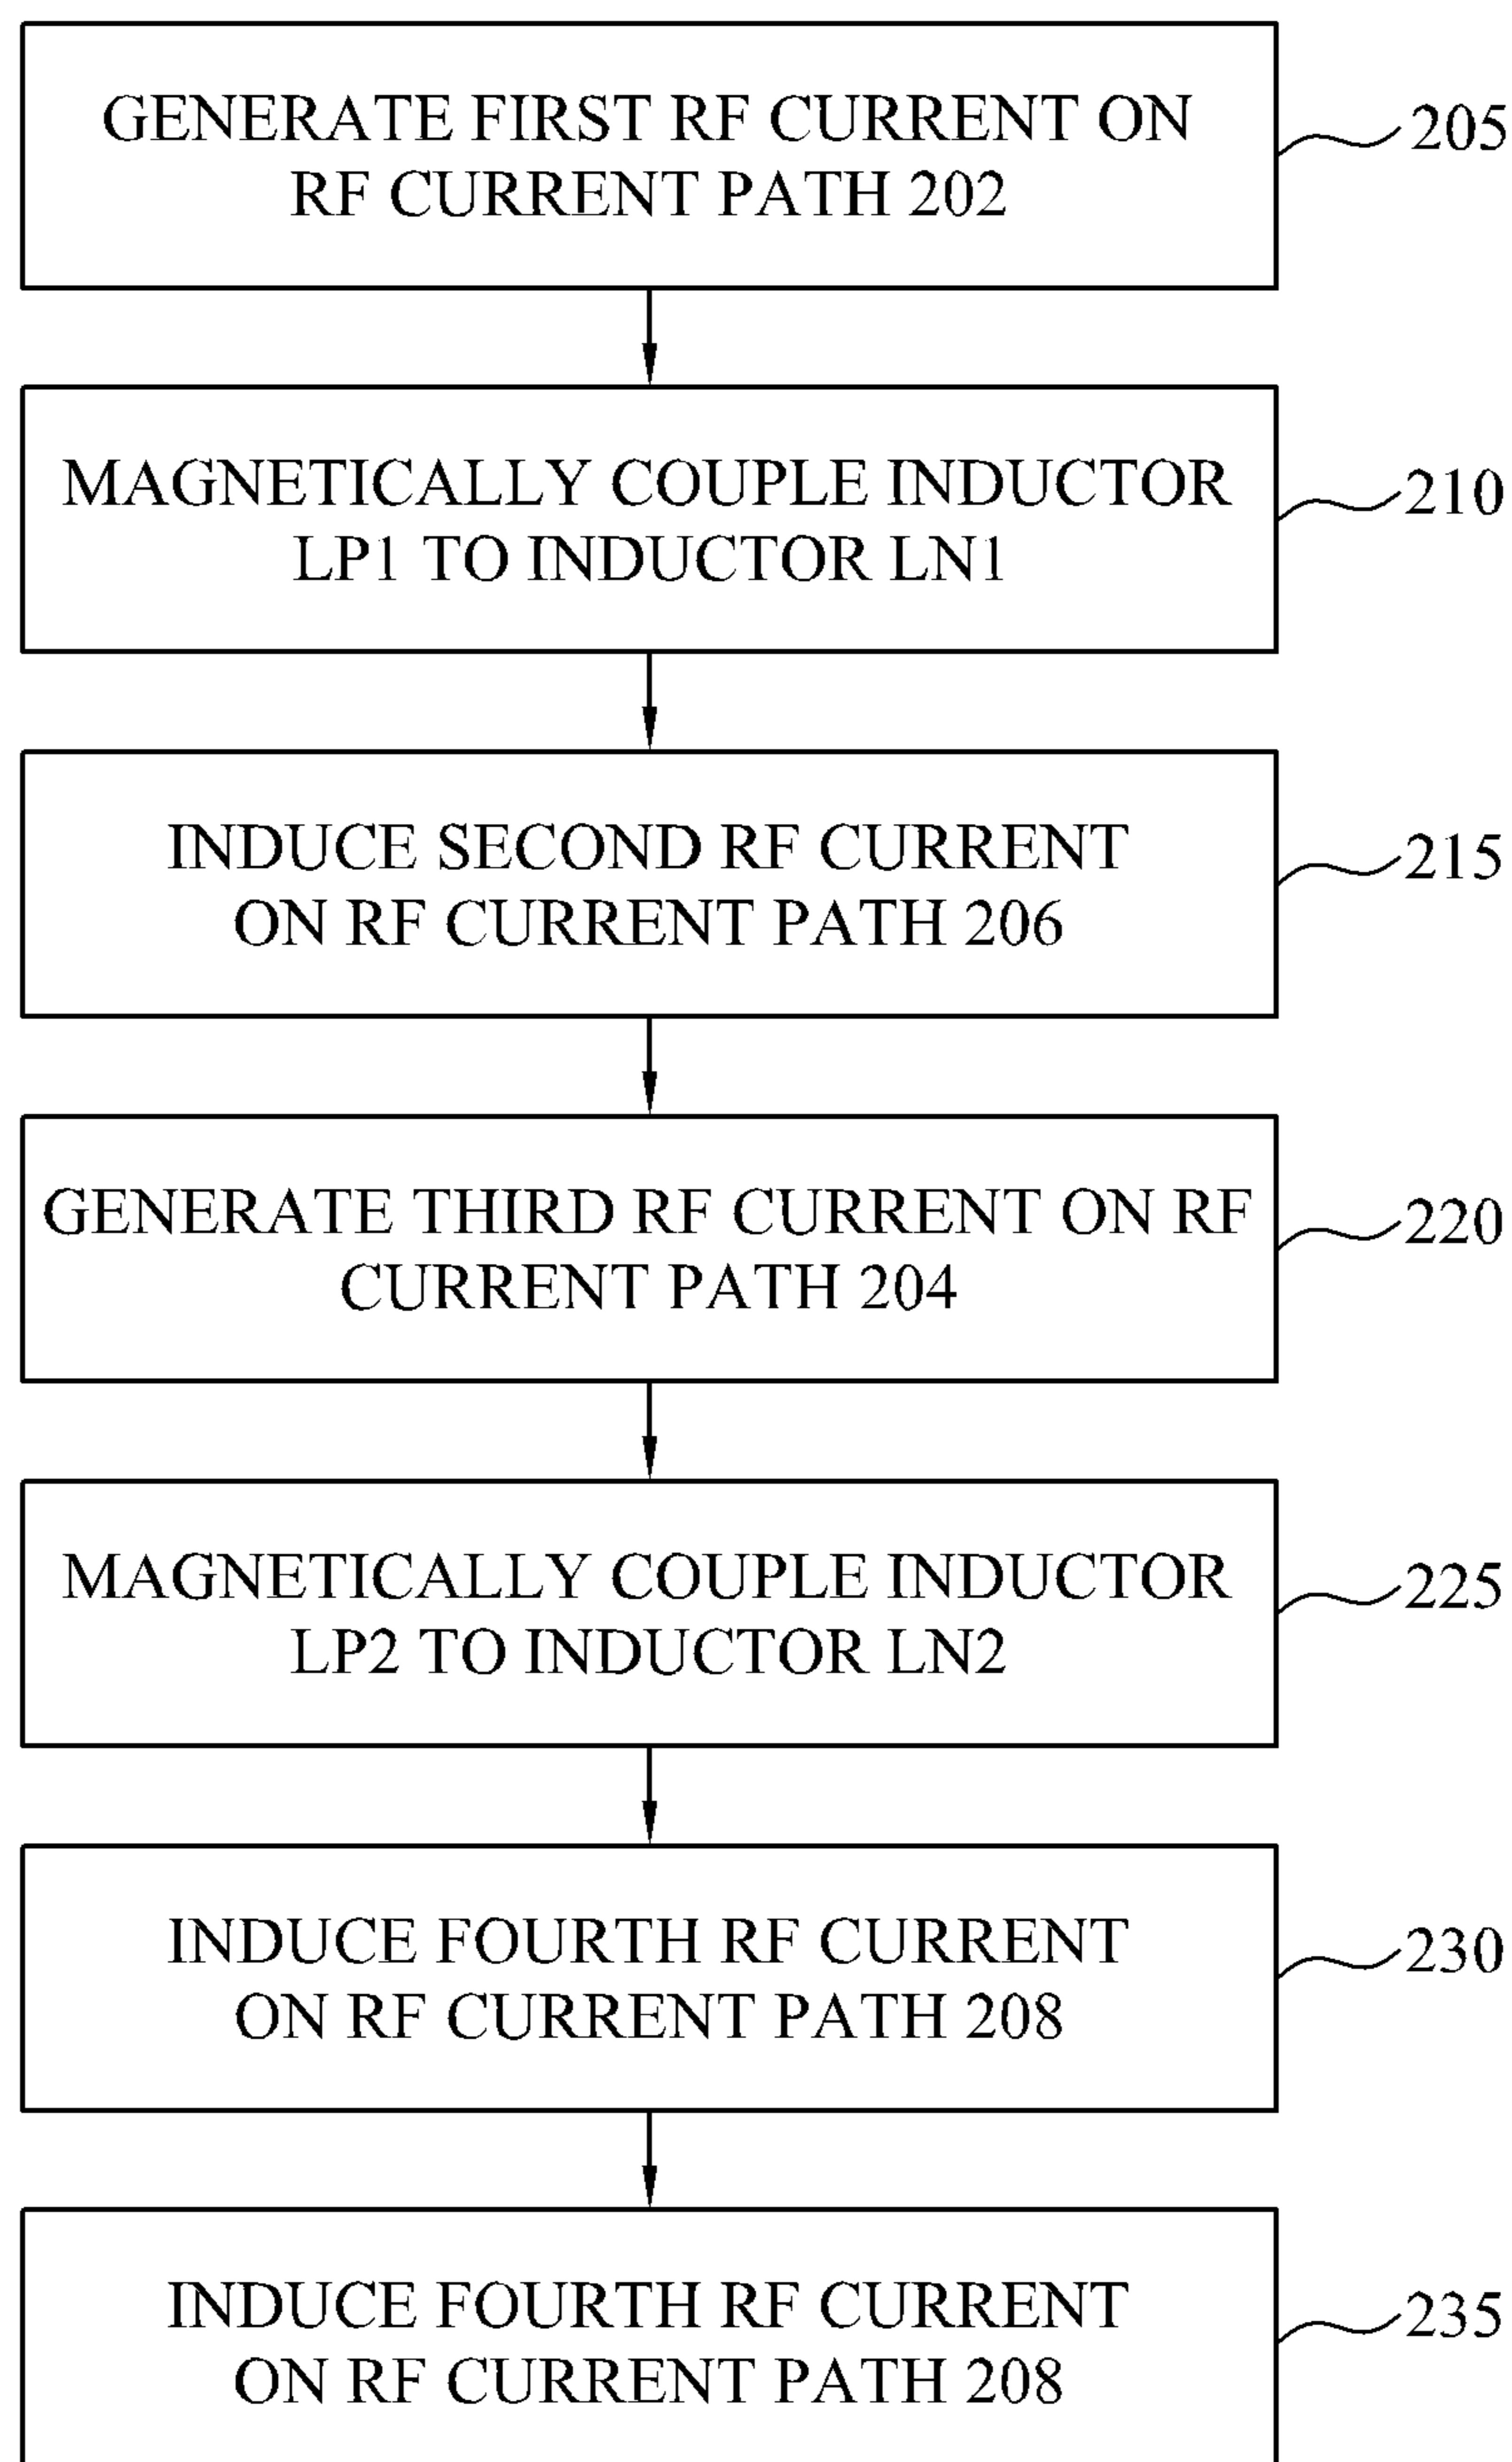 GENERATE FIRST RF CURRENT ON
RF CURRENT PATH 202
205
MAGNETICALLY COUPLE INDUCTOR
LP1 TO INDUCTOR LN1
210
INDUCE SECOND RF CURRENT
ON RF CURRENT PATH 206
215
GENERATE THIRD RF CURRENT ON RF
CURRENT PATH 204
220
MAGNETICALLY COUPLE INDUCTOR
LP2 TO INDUCTOR LN2
225
INDUCE FOURTH RF CURRENT
ON RF CURRENT PATH 208
230
INDUCE FOURTH RF CURRENT
ON RF CURRENT PATH 208
235